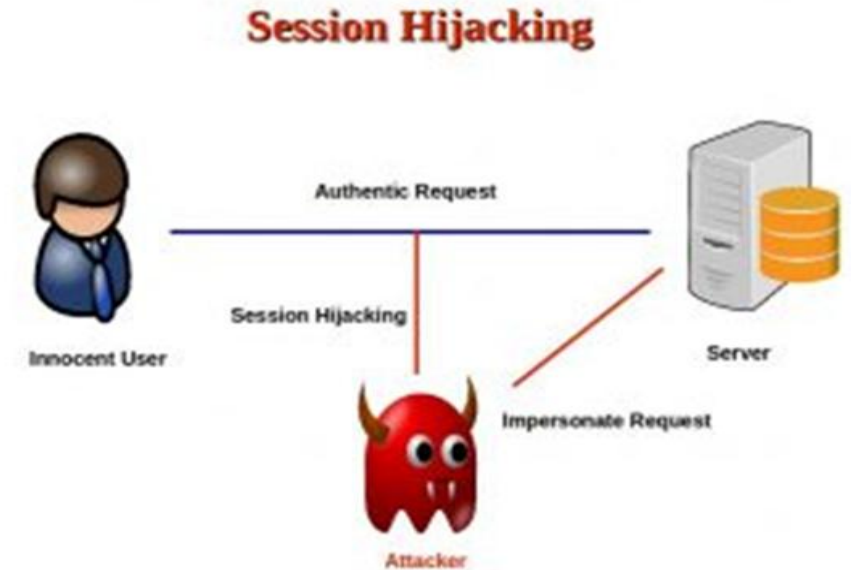 Session Hijacking
Authentic Request
Session Hijacking
Innocent User
Server
Impersonate Request
Attacker